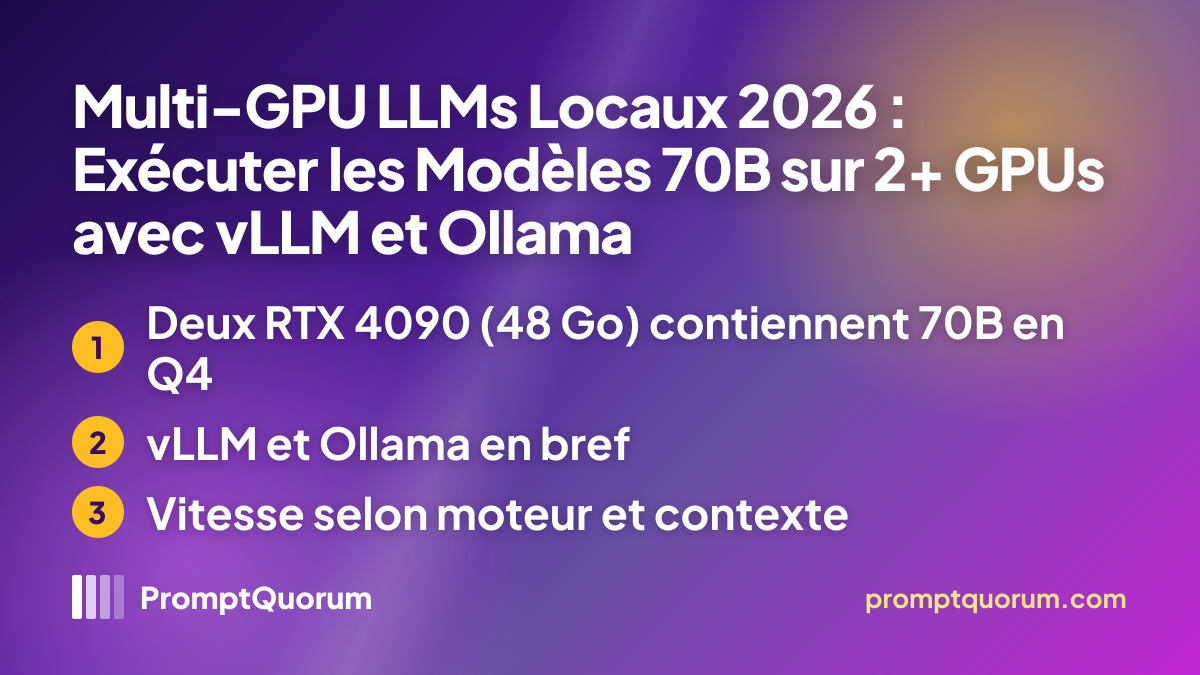 Multi-GPU LLMs Locaux 2026 :
Exécuter les Modèles 70B sur 2+ GPUs
avec vLLM et Ollama
1 Deux RTX 4090 (48 Go) contiennent 70B en
Q4
2 vLLM et Ollama en bref
3 Vitesse selon moteur et contexte
PromptQuorum
promptquorum.com